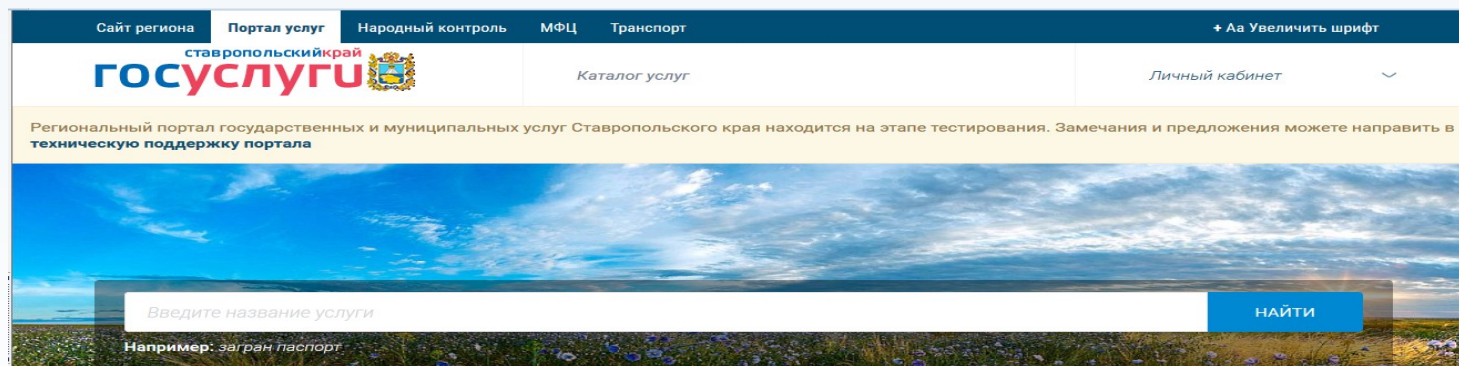 Сайт региона Портал услуг Народный контроль МФЦ Транспорт + Аа Увеличить шрифт
ставропольскийкрай
госуслуги
Каталог услуг Личный кабинет
Региональный портал государственных и муниципальных услуг Ставропольского края находится на этапе тестирования. Замечания и предложения можете направить в
техническую поддержку портала
Введите название услуги НАЙТИ
Например: загран паспорт